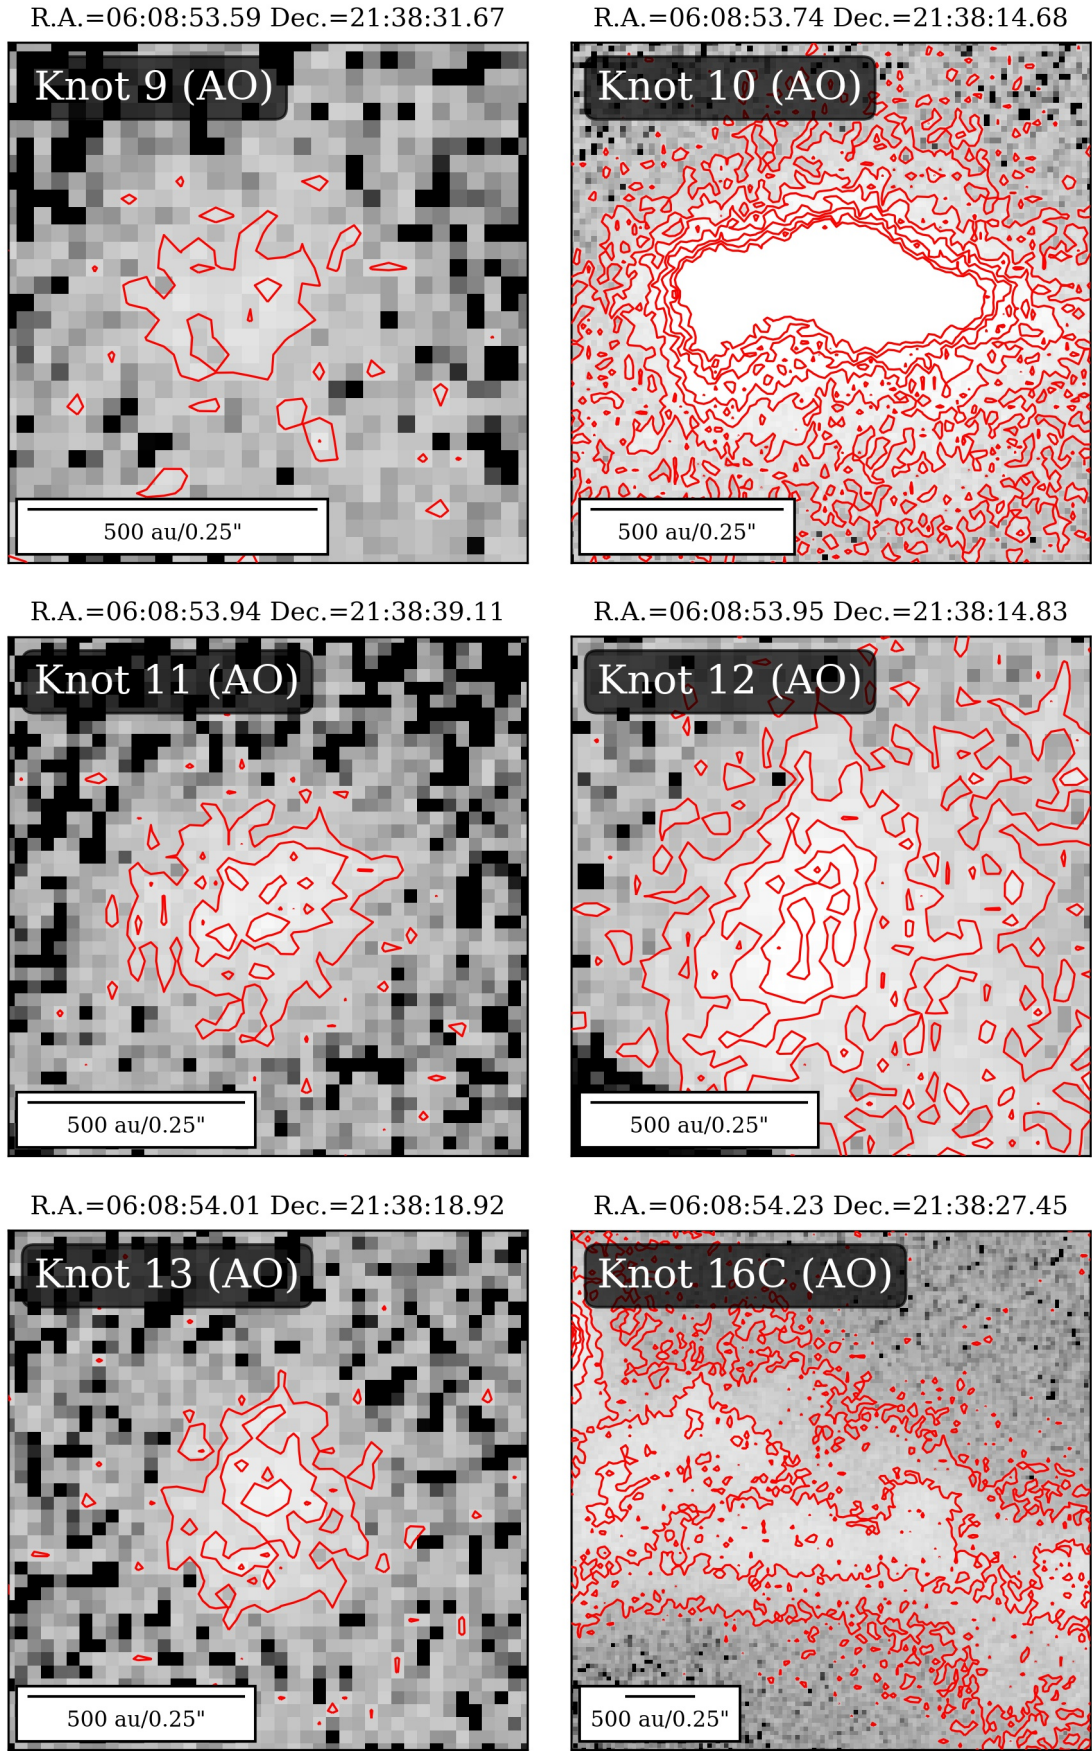 R.A.=06:08:53.59 Dec.=21:38:31.67
Knot 9 (AO)
500 au/0.25"
R.A.=06:08:53.74 Dec.=21:38:14.68
Knot 10 (AO)
500 au/0.25"
R.A.=06:08:53.94 Dec.=21:38:39.11
Knot 11 (AO)
500 au/0.25"
R.A.=06:08:53.95 Dec.=21:38:14.83
Knot 12 (AO)
500 au/0.25"
R.A.=06:08:54.01 Dec.=21:38:18.92
Knot 13 (AO)
500 au/0.25"
R.A.=06:08:54.23 Dec.=21:38:27.45
Knot 16C (AO)
500 au/0.25"